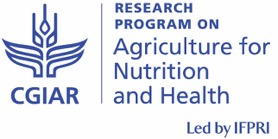 CGIAR
RESEARCH
PROGRAM ON
Agriculture for
Nutrition
and Health
Led by IFPRI